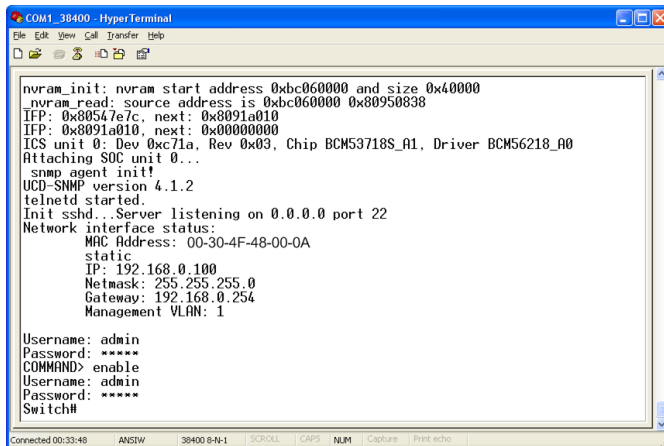 COM1_38400 - HyperTerminal
File Edit View Call Transfer Help
nvram_init: nvram start address 0xbc060000 and size 0x40000
_nvram_read: source address is 0xbc060000 0x80950838
IFP: 0x80547e7c, next: 0x8091a010
IFP: 0x8091a010, next: 0x00000000
ICS unit 0: Dev 0xc71a, Rev 0x03, Chip BCM53718S_A1, Driver BCM56218_A0
Attaching SOC unit 0...
snmp agent init!
UCD-SNMP version 4.1.2
telnetd started.
Init sshd...Server listening on 0.0.0.0 port 22
Network interface status:
MAC Address: 00-30-4F-48-00-0A
static
IP: 192.168.0.100
Netmask: 255.255.255.0
Gateway: 192.168.0.254
Management VLAN: 1
Username: admin
Password: *****
COMMAND> enable
Username: admin
Password: *****
Switch#
Connected 00:33:48 ANSIW 38400 8-N-1 SCROLL CAPS NUM Capture Print echo